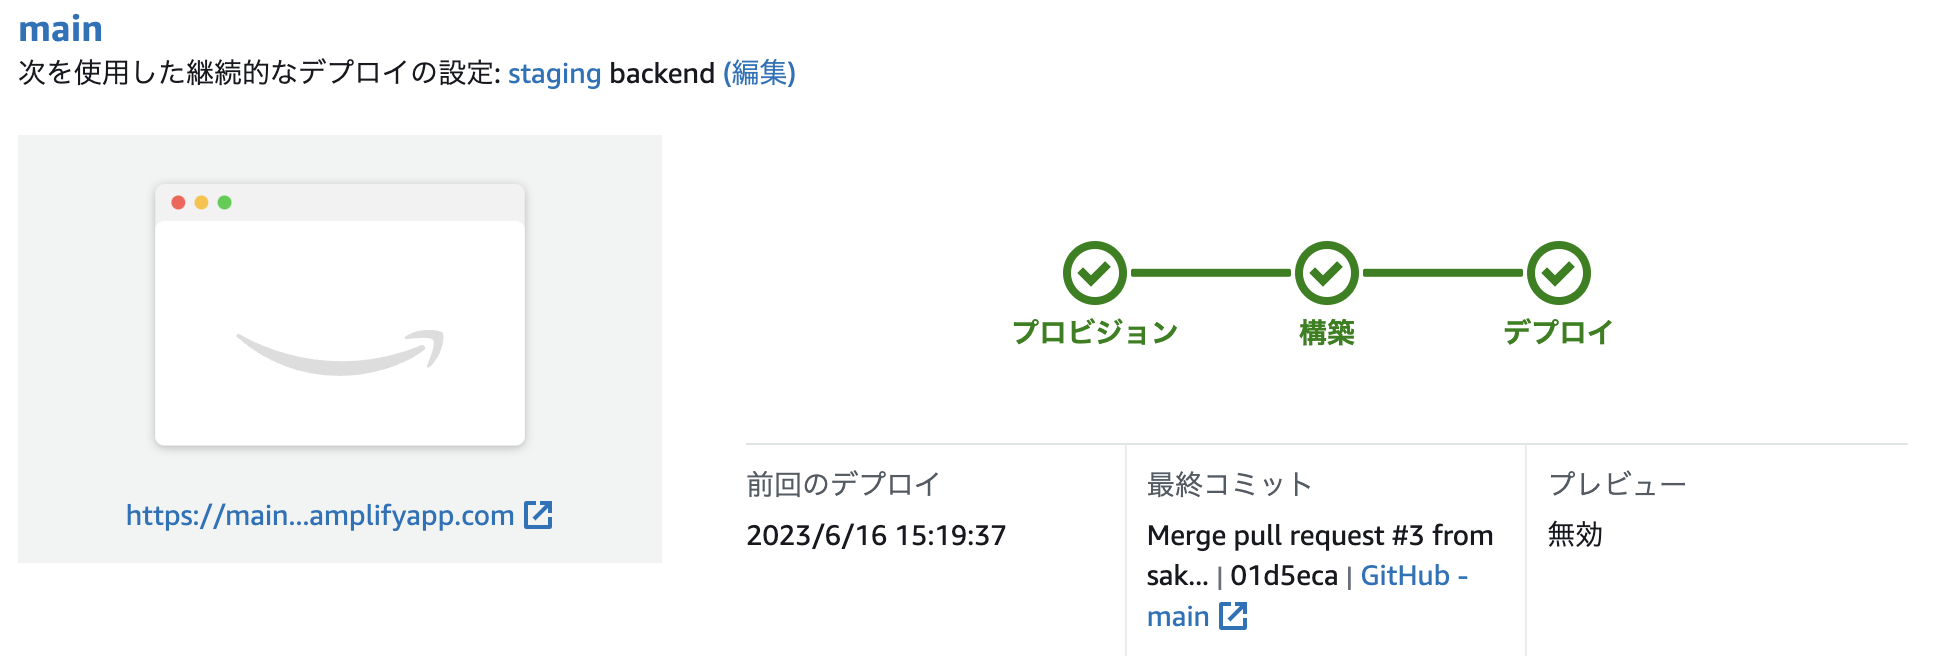 main
次を使用した継続的なデプロイの設定: staging backend (編集)
https://main...amplifyapp.com
プロビジョン
構築
デプロイ
前回のデプロイ
2023/6/16 15:19:37
最終コミット
Merge pull request #3 from
sak... | 01d5eca | GitHub -
main
プレビュー
無効